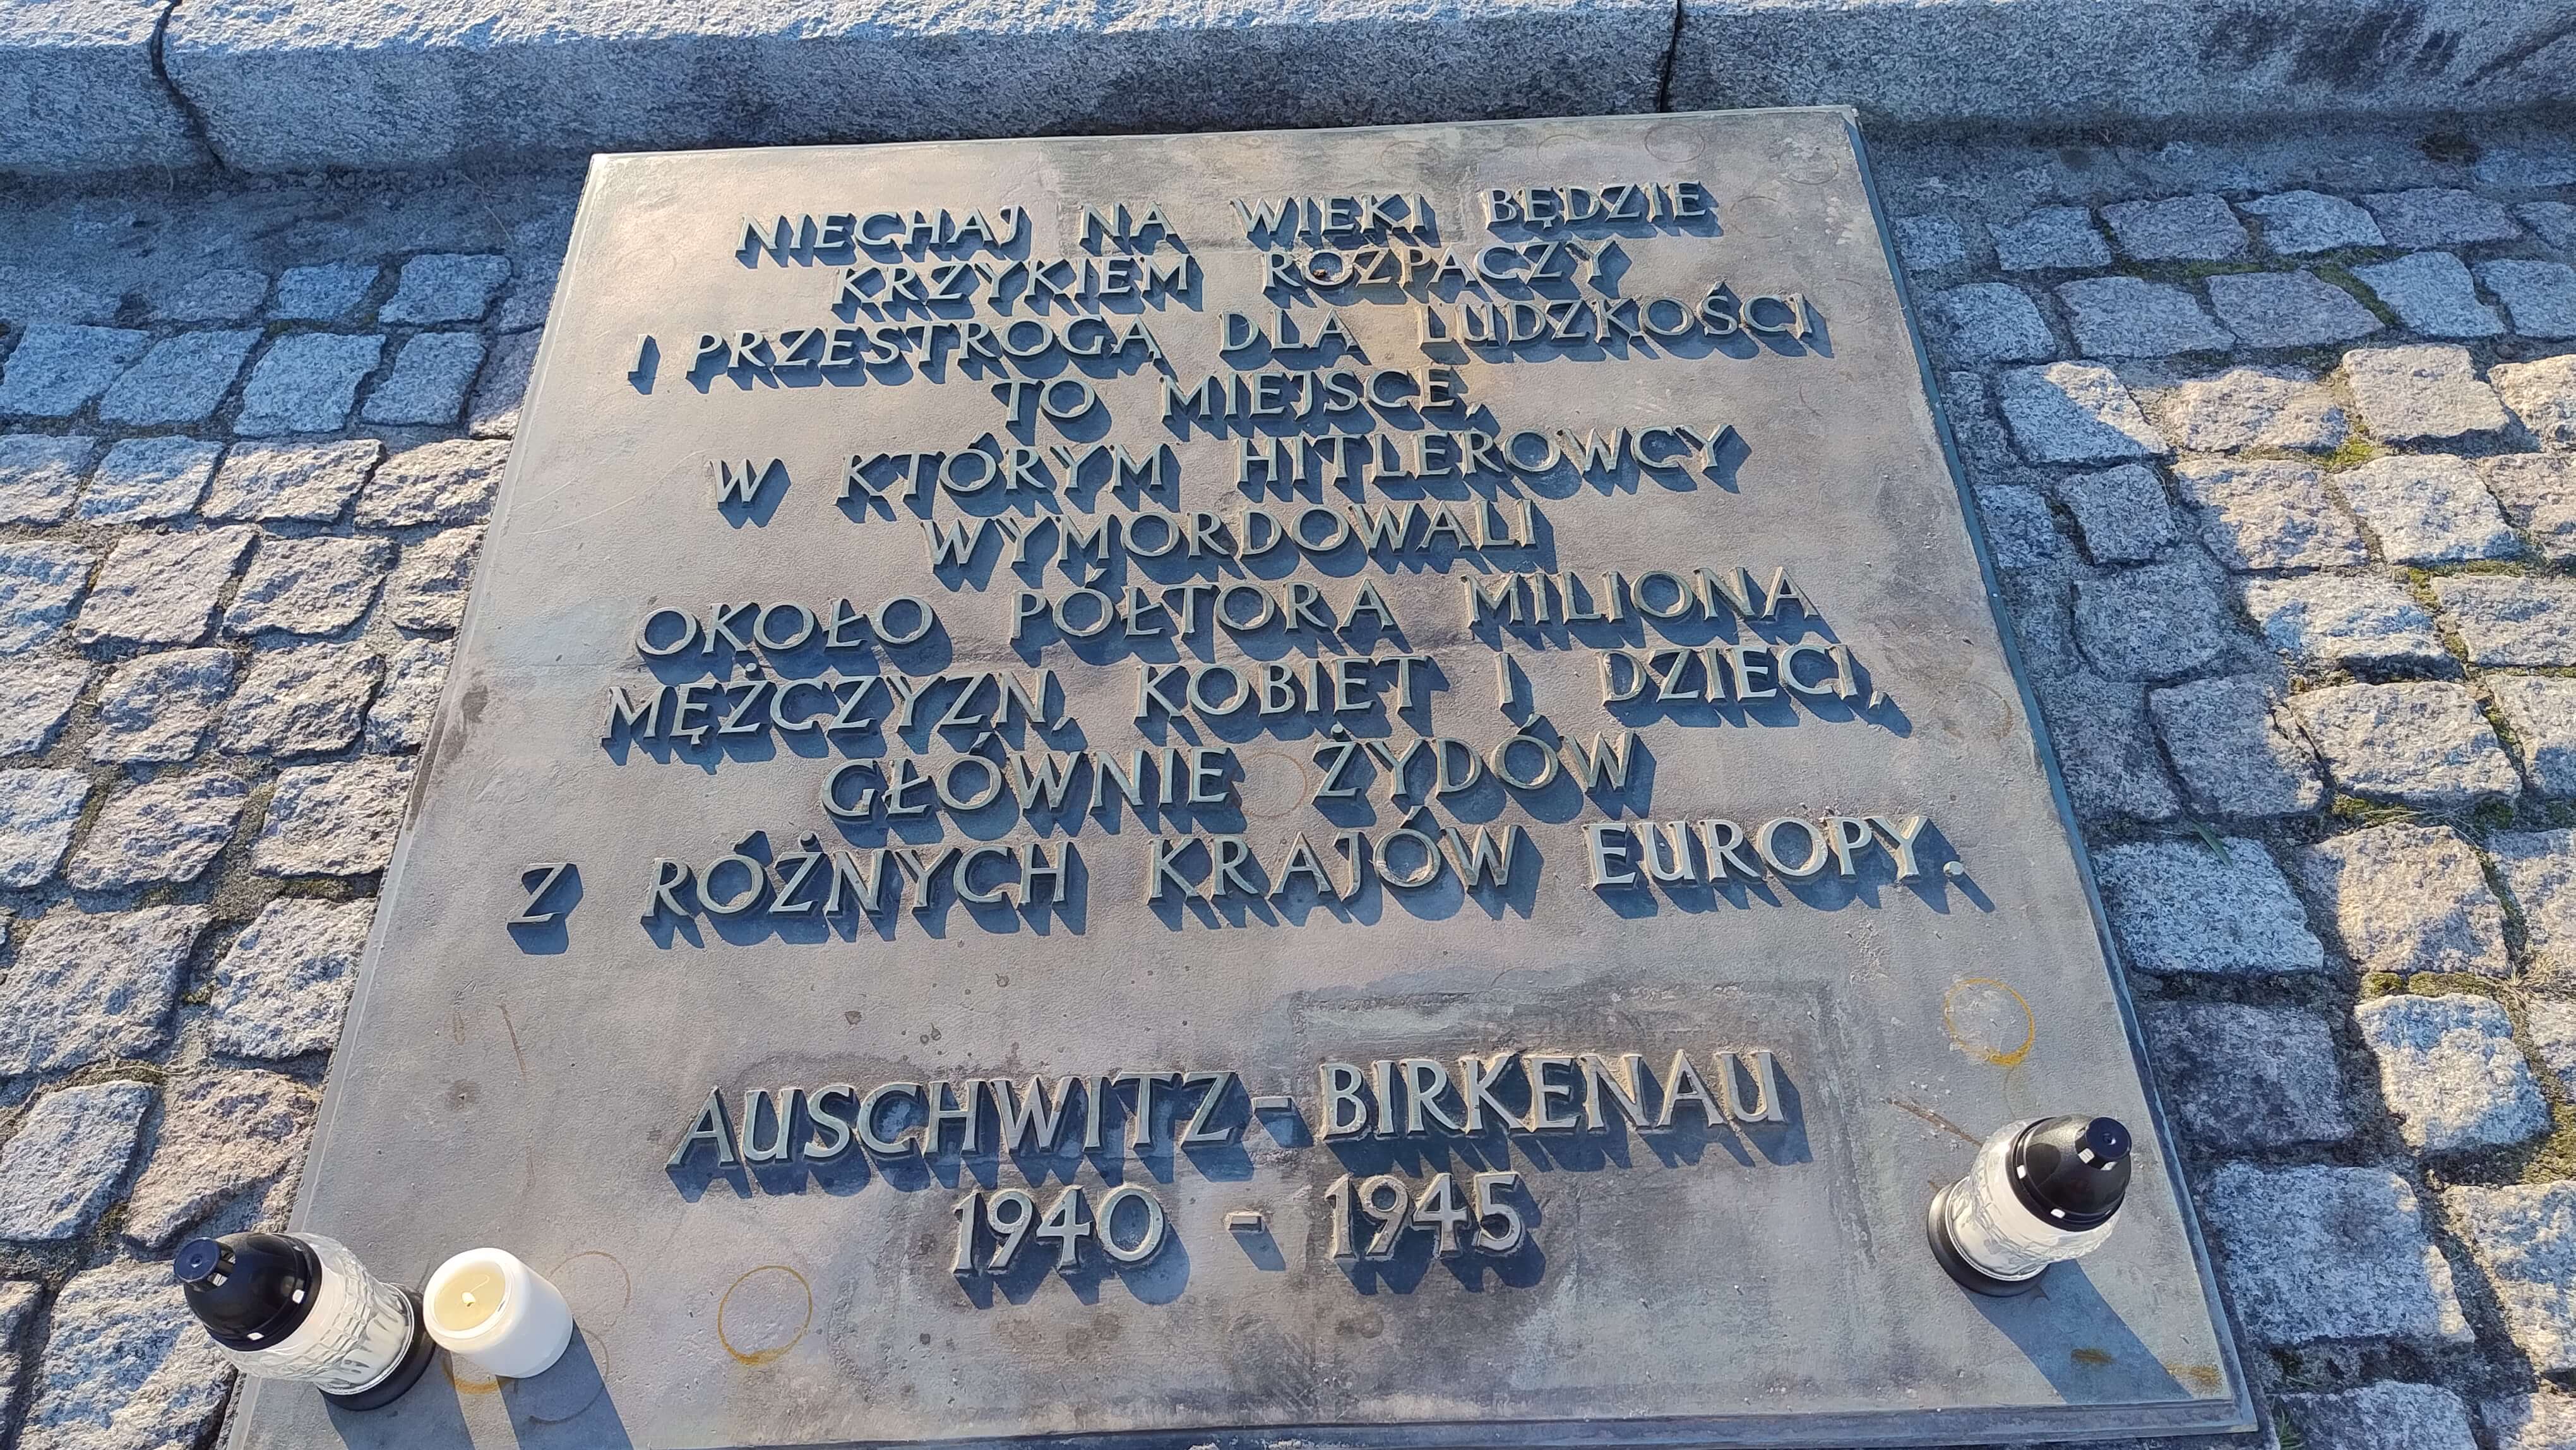 NIECHAJ NA WIEKI BĘDZIE
KRZYKIEM ROZPACZY
I PRZESTROGĄ DLA LUDZKOŚCI
TO MIEJSCE,
W KTÓRYM HITLEROWCY
WYMORDOWALI
OKOŁO PÓŁTORA MILIONA
MĘŻCZYZN, KOBIET I DZIECI,
GŁÓWNIE ŻYDÓW
Z RÓŻNYCH KRAJÓW EUROPY.
AUSCHWITZ - BIRKENAU
1940 - 1945